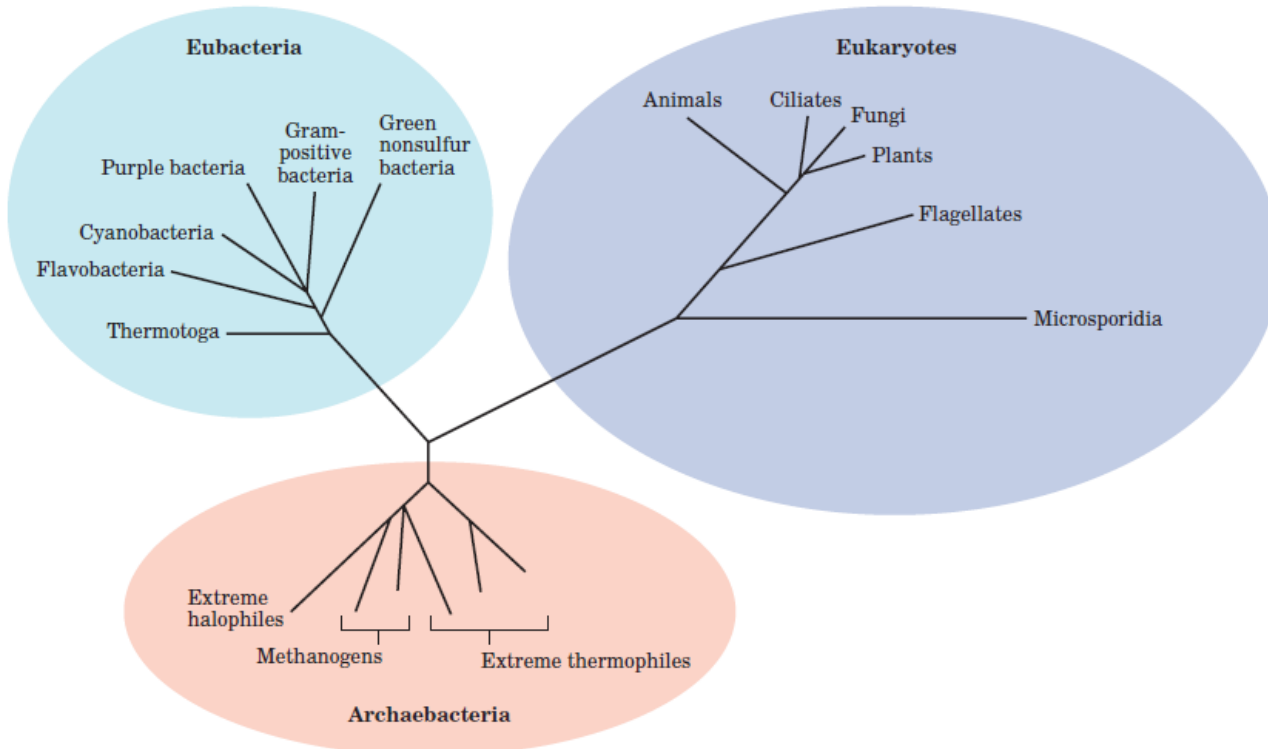 Eubacteria
Gram-
positive
bacteria
Green
nonsulfur
bacteria
Purple bacteria
Cyanobacteria
Flavobacteria
Thermotoga
Eukaryotes
Animals
Ciliates
Fungi
Plants
Flagellates
Microsporidia
Extreme
halophiles
Methanogens
Extreme thermophiles
Archaebacteria